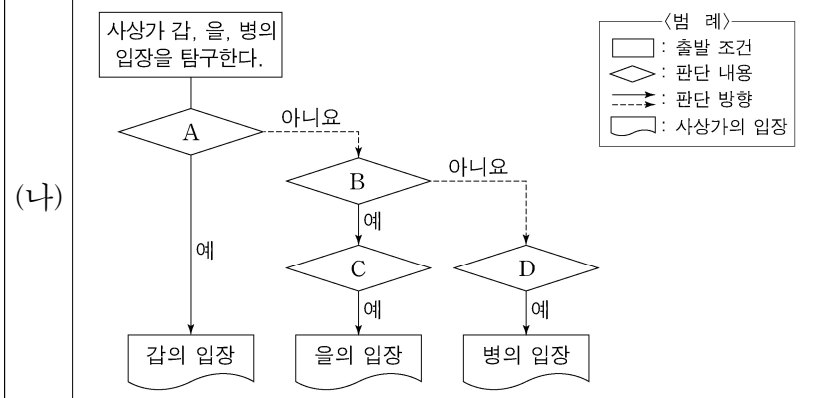 사상가 갑, 을, 병의
입장을 탐구한다.
〈범 례〉
: 출발 조건
: 판단 내용
: 판단 방향
: 사상가의 입장
A
아니요
B
아니요
(나)
예
예
C
D
예
예
갑의 입장
을의 입장
병의 입장